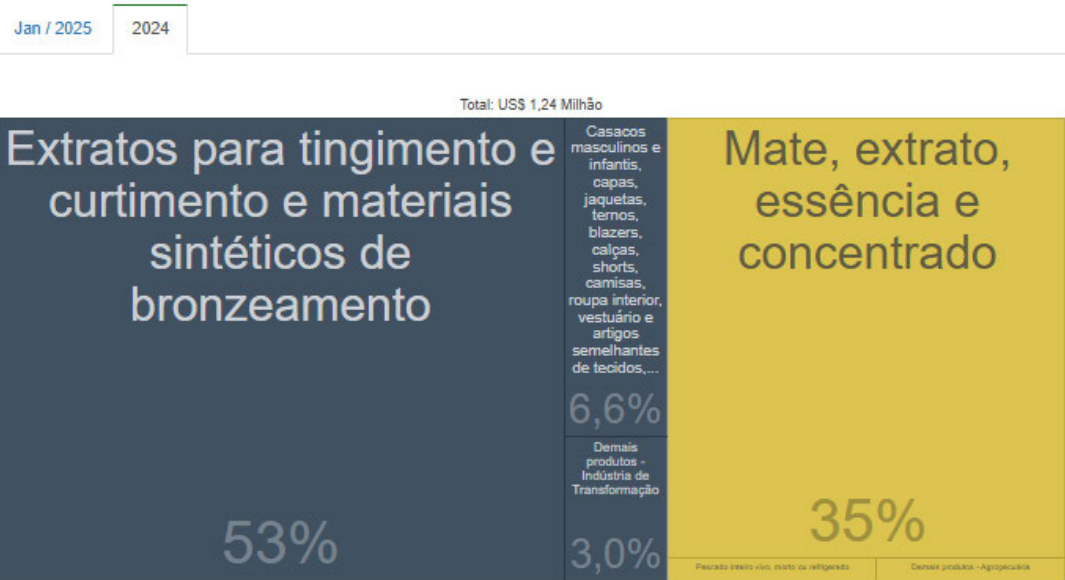 Jan / 2025
2024
Total: US$ 1,24 Milhão
Extratos para tingimento e
curtimento e materiais
sintéticos de
bronzeamento
53%
Casacos
masculinos e
infantis,
capas,
jaquetas,
ternos,
blazers,
calças,
shorts,
camisas,
roupa interior,
vestuário e
artigos
semelhantes
de tecidos,...
6,6%
Demais
produtos -
Indústria de
Transformação
3,0%
Mate, extrato,
essência e
concentrado
35%
Pescado inteiro vivo, morto ou refrigerado
Demais produtos - Agropecuária